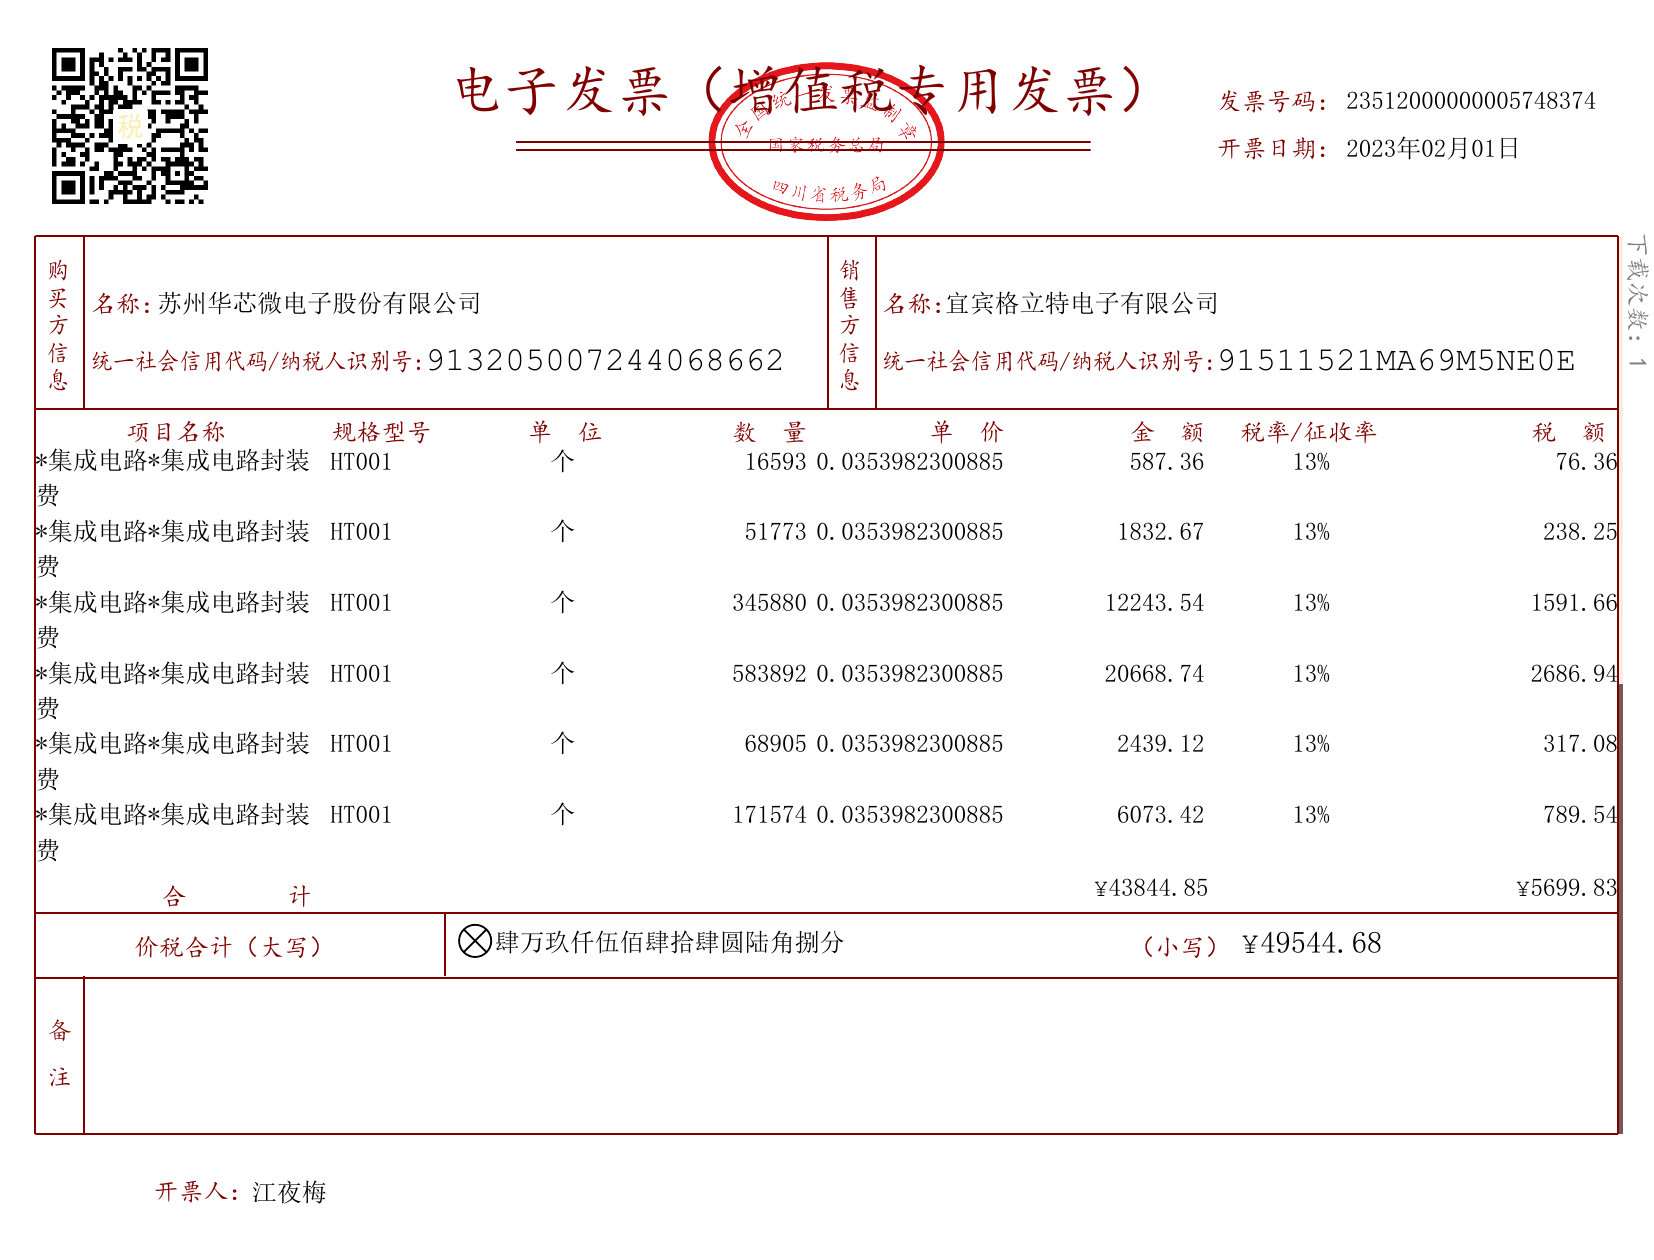 电子发票（增值税专用发票）
全国统一发票监制章
国家税务总局
四川省税务局
税
发票号码：23512000000005748374
开票日期：2023年02月01日
下载次数：1
购买方信息
名称：苏州华芯微电子股份有限公司
统一社会信用代码/纳税人识别号：913205007244068662
销售方信息
名称：宜宾格立特电子有限公司
统一社会信用代码/纳税人识别号：91511521MA69M5NE0E
项目名称 规格型号 单 位 数 量 单 价 金 额 税率/征收率 税 额
*集成电路*集成电路封装 HT001 个 16593 0.0353982300885 587.36 13% 76.36
费
*集成电路*集成电路封装 HT001 个 51773 0.0353982300885 1832.67 13% 238.25
费
*集成电路*集成电路封装 HT001 个 345880 0.0353982300885 12243.54 13% 1591.66
费
*集成电路*集成电路封装 HT001 个 583892 0.0353982300885 20668.74 13% 2686.94
费
*集成电路*集成电路封装 HT001 个 68905 0.0353982300885 2439.12 13% 317.08
费
*集成电路*集成电路封装 HT001 个 171574 0.0353982300885 6073.42 13% 789.54
费
合 计 ¥43844.85 ¥5699.83
价税合计（大写） 肆万玖仟伍佰肆拾肆圆陆角捌分 （小写） ¥49544.68
备注
开票人：江夜梅